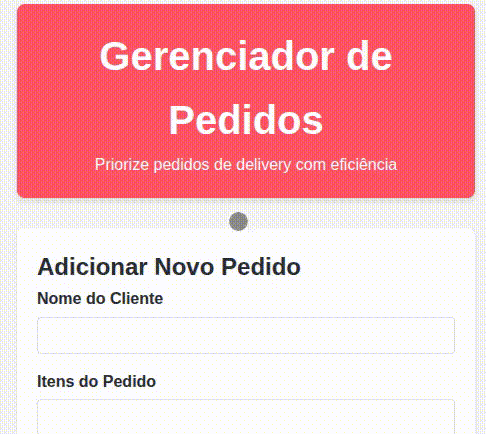 Gerenciador de
Pedidos
Priorize pedidos de delivery com eficiência
Adicionar Novo Pedido
Nome do Cliente
Itens do Pedido